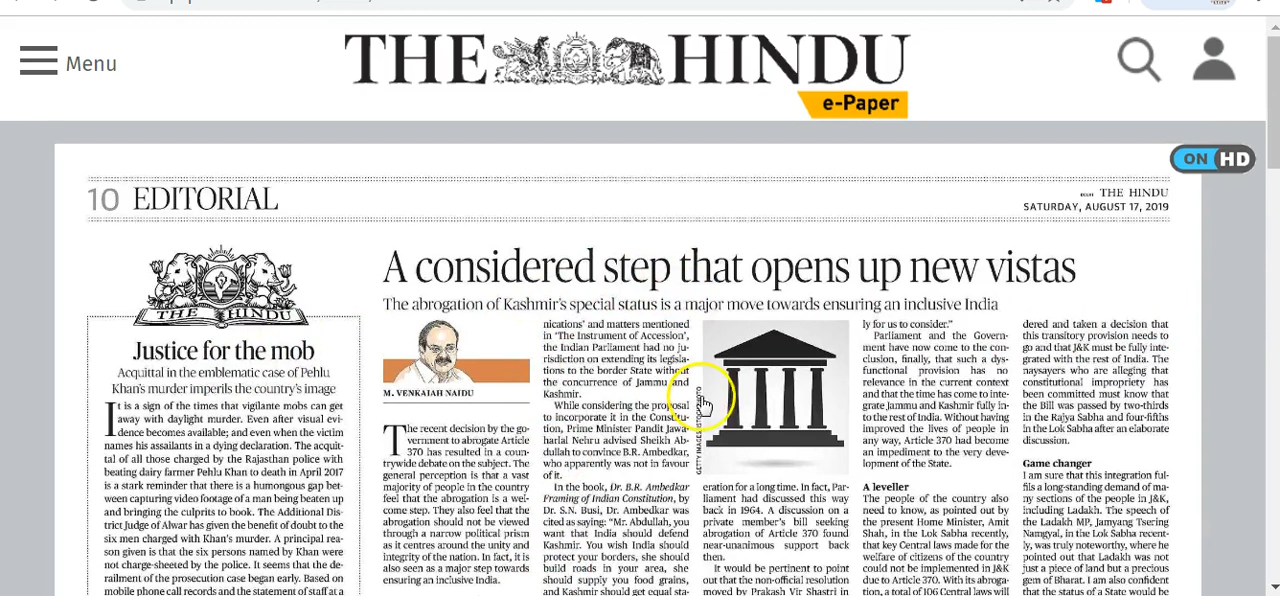 Menu
THE HINDU
e-Paper
ON HD
10 EDITORIAL
THE HINDU
SATURDAY, AUGUST 17, 2019
THE HINDU
Justice for the mob
Acquittal in the emblematic case of Pehlu
Khan's murder imperils the country's image
It is a sign of the times that vigilante mobs can get
away with daylight murder. Even after visual evi-
dence becomes available; and even when the victim
names his assailants in a dying declaration. The acquit-
tal of all those charged by the Rajasthan police with
beating dairy farmer Pehlu Khan to death in April 2017
is a stark reminder that there is a humongous gap bet-
ween capturing video footage of a man being beaten up
and bringing the culprits to book. The Additional Dis-
trict Judge of Alwar has given the benefit of doubt to the
six men charged with Khan's murder. A principal rea-
son given is that the six persons named by Khan were
not charge-sheeted by the police. It seems that the de-
railment of the prosecution case began early. Based on
mobile phone call records and the statement of staff at a
A considered step that opens up new vistas
The abrogation of Kashmir's special status is a major move towards ensuring an inclusive India
M. VENKAIAH NAIDU
The recent decision by the go-
vernment to abrogate Article
370 has resulted in a coun-
trywide debate on the subject. The
general perception is that a vast
majority of people in the country
feel that the abrogation is a wel-
come step. They also feel that the
abrogation should not be viewed
through a narrow political prism
as it centres around the unity and
integrity of the nation. In fact, it is
also seen as a major step towards
ensuring an inclusive India.
nications' and matters mentioned
in 'The Instrument of Accession',
the Indian Parliament had no ju-
risdiction on extending its legisla-
tions to the border State without
the concurrence of Jammu and
Kashmir.
While considering the proposal
to incorporate it in the Constitu-
tion, Prime Minister Pandit Jawa-
harlal Nehru advised Sheikh Ab-
dullah to convince B.R. Ambedkar,
who apparently was not in favour
of it.
In the book, Dr. B.R. Ambedkar
Framing of Indian Constitution, by
Dr. S.N. Busi, Dr. Ambedkar was
cited as saying: "Mr. Abdullah, you
want that India should defend
Kashmir. You wish India should
protect your borders, she should
build roads in your area, she
should supply you food grains,
and Kashmir should get equal sta-
GETTY IMAGES/ISTOCKPHOTO
eration for a long time. In fact, Par-
liament had discussed this way
back in 1964. A discussion on a
private member's bill seeking
abrogation of Article 370 found
near-unanimous support back
then.
It would be pertinent to point
out that the non-official resolution
moved by Prakash Vir Shastri in
ly for us to consider."
Parliament and the Govern-
ment have now come to the con-
clusion, finally, that such a dys-
functional provision has no
relevance in the current context
and that the time has come to inte-
grate Jammu and Kashmir fully in-
to the rest of India. Without having
improved the lives of people in
any way, Article 370 had become
an impediment to the very deve-
lopment of the State.
A leveller
The people of the country also
need to know, as pointed out by
the present Home Minister, Amit
Shah, in the Lok Sabha recently,
that key Central laws made for the
welfare of citizens of the country
could not be implemented in J&K
due to Article 370. With its abroga-
tion, a total of 106 Central laws will
dered and taken a decision that
this transitory provision needs to
go and that J&K must be fully inte-
grated with the rest of India. The
naysayers who are alleging that
constitutional impropriety has
been committed must know that
the Bill was passed by two-thirds
in the Rajya Sabha and four-fifths
in the Lok Sabha after an elaborate
discussion.
Game changer
I am sure that this integration ful-
fils a long-standing demand of ma-
ny sections of the people in J&K,
including Ladakh. The speech of
the Ladakh MP, Jamyang Tsering
Namgyal, in the Lok Sabha recent-
ly, was truly noteworthy, where he
pointed out that Ladakh was not
just a piece of land but a precious
gem of Bharat. I am also confident
that the status of a State would be